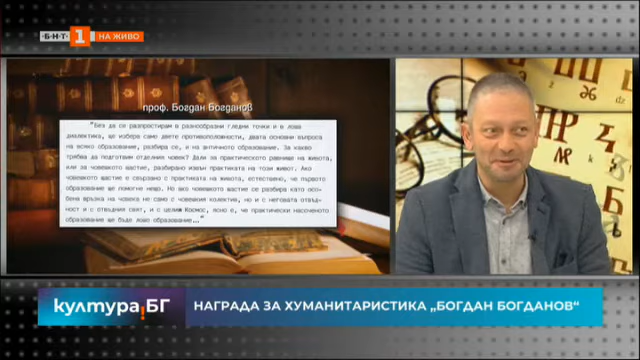 БНТ 1 НА ЖИВО
проф. Богдан Богданов
"Без да се разпростирам в разнообразни гледни точки и в лова
диалектика, ще избера само двете противоположности, двата основни въпроса
на всяко образование, разбира се, и на античното образование. За какво
трябва да подготвим отделния човек? Дали за практическото равнище на живота,
или за човешкото щастие, разбирано извън практиката на този живот. Ако
човешкото щастие е свързано с практиката на живота, естествено, че първото
образование ще помогне нещо. Но ако човешкото щастие се разбира като осо-
бена връзка на човека не само с човешкия колектив, но и с неговата отвъд-
ност и с отвъдния свят, и с целия Космос, ясно е, че практически насоченото
образование ще бъде лошо образование..."
култура.БГ
НАГРАДА ЗА ХУМАНИТАРИСТИКА „БОГДАН БОГДАНОВ“